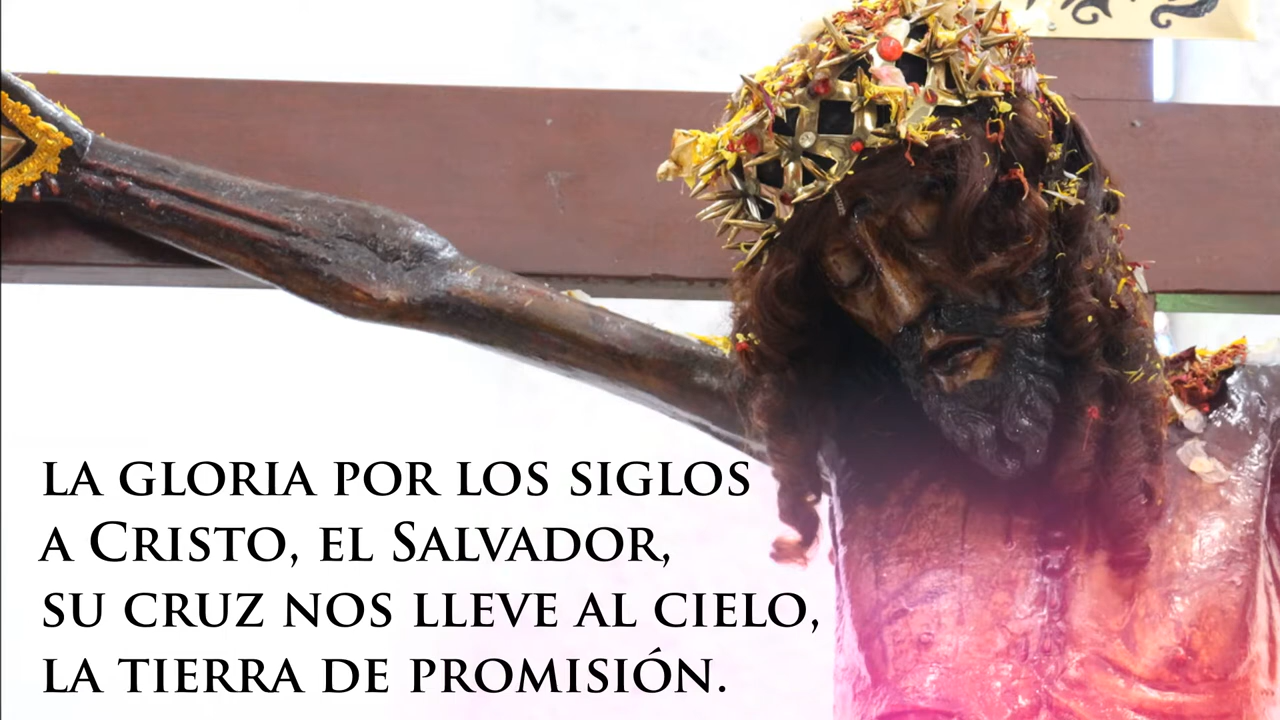 LA GLORIA POR LOS SIGLOS
A CRISTO, EL SALVADOR,
SU CRUZ NOS LLEVE AL CIELO,
LA TIERRA DE PROMISIÓN.